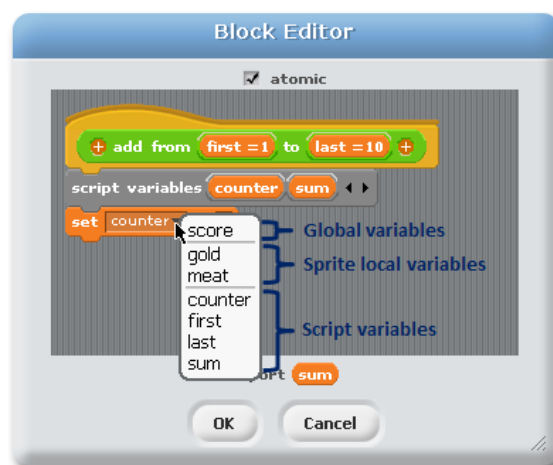 Block Editor
atomic
add from first =1 to last =10
script variables counter sum
set counter
score
Global variables
gold
Sprite local variables
meat
counter
first
Script variables
last
sum
sum
OK Cancel